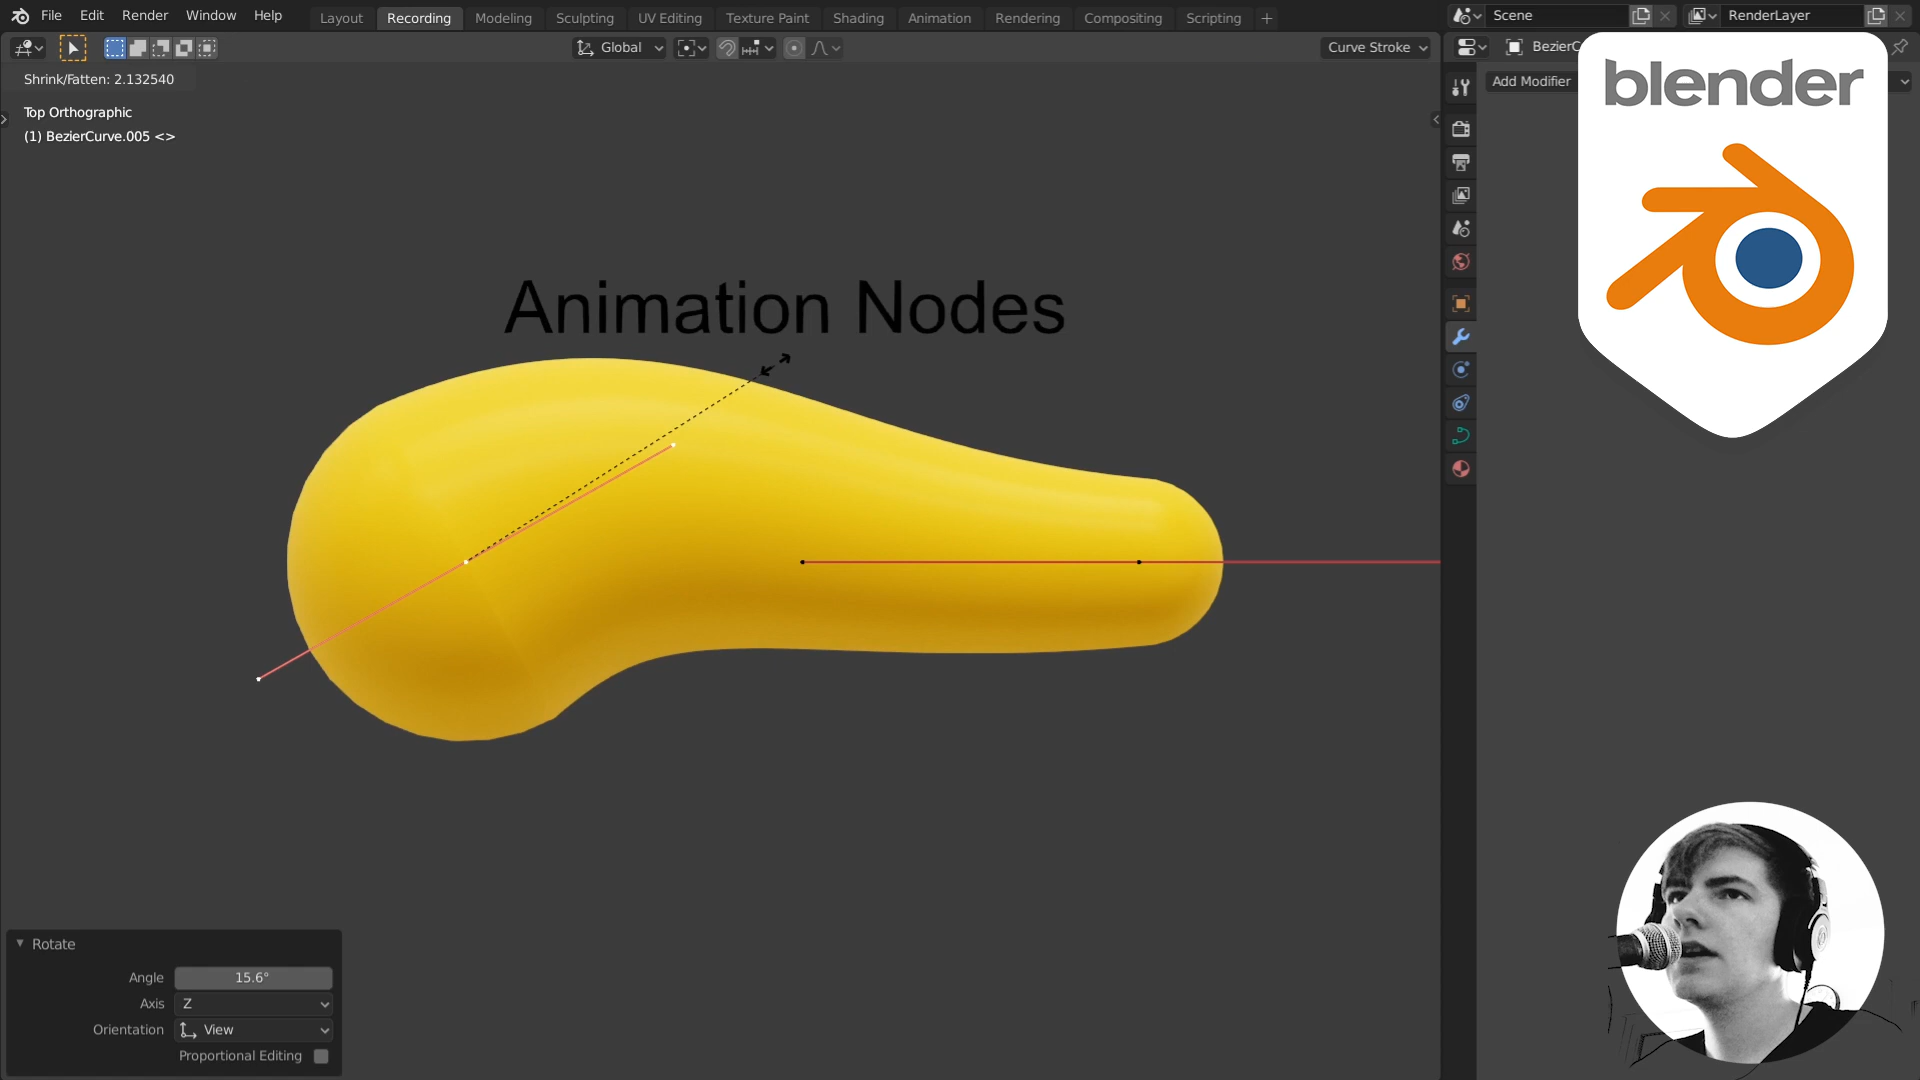 File Edit Render Window Help Layout Recording Modeling Sculpting UV Editing Texture Paint Shading Animation Rendering Compositing Scripting + Scene RenderLayer
Global Curve Stroke BezierC
Shrink/Fatten: 2.132540
Add Modifier
blender
Top Orthographic
(1) BezierCurve.005 <>
Animation Nodes
Rotate
Angle 15.6°
Axis Z
Orientation View
Proportional Editing